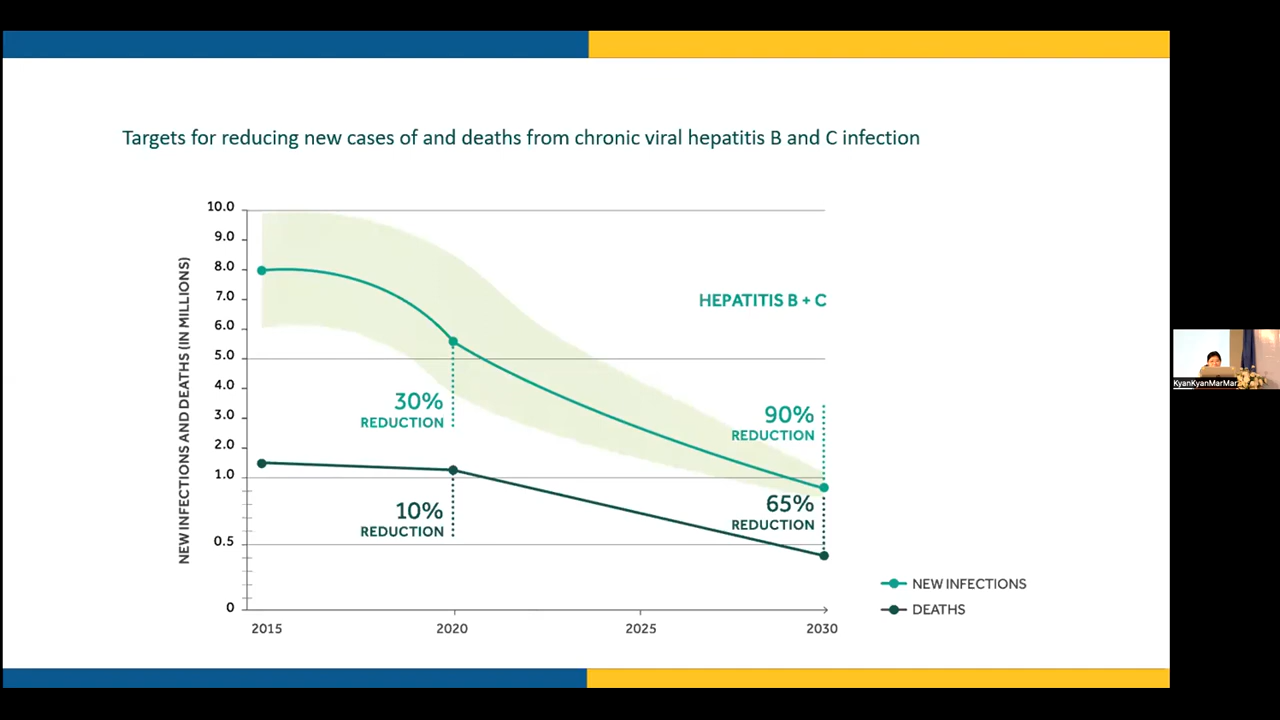 Targets for reducing new cases of and deaths from chronic viral hepatitis B and C infection
NEW INFECTIONS AND DEATHS (IN MILLIONS)
10.0
9.0
8.0
7.0
6.0
5.0
4.0
3.0
2.0
1.0
0.5
0
HEPATITIS B + C
30%
REDUCTION
90%
REDUCTION
10%
REDUCTION
65%
REDUCTION
2015
2020
2025
2030
NEW INFECTIONS
DEATHS